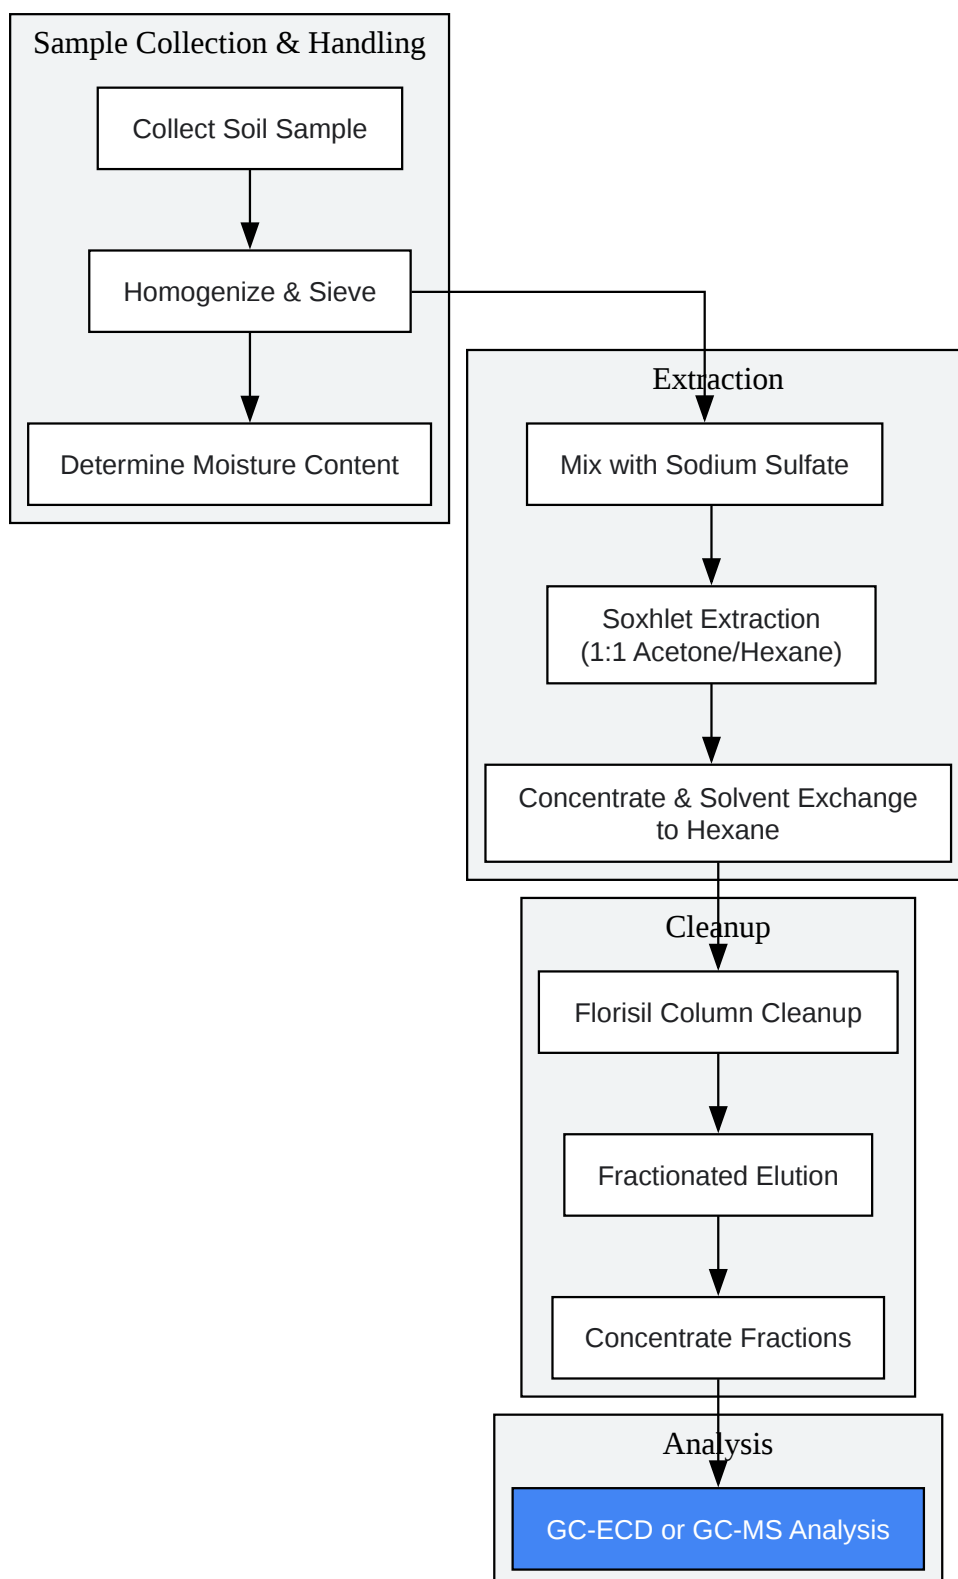 Sample Collection & Handling
Collect Soil Sample
Homogenize & Sieve
Determine Moisture Content
Extraction
Mix with Sodium Sulfate
Soxhlet Extraction
(1:1 Acetone/Hexane)
Concentrate & Solvent Exchange
to Hexane
Cleanup
Florisil Column Cleanup
Fractionated Elution
Concentrate Fractions
Analysis
GC-ECD or GC-MS Analysis